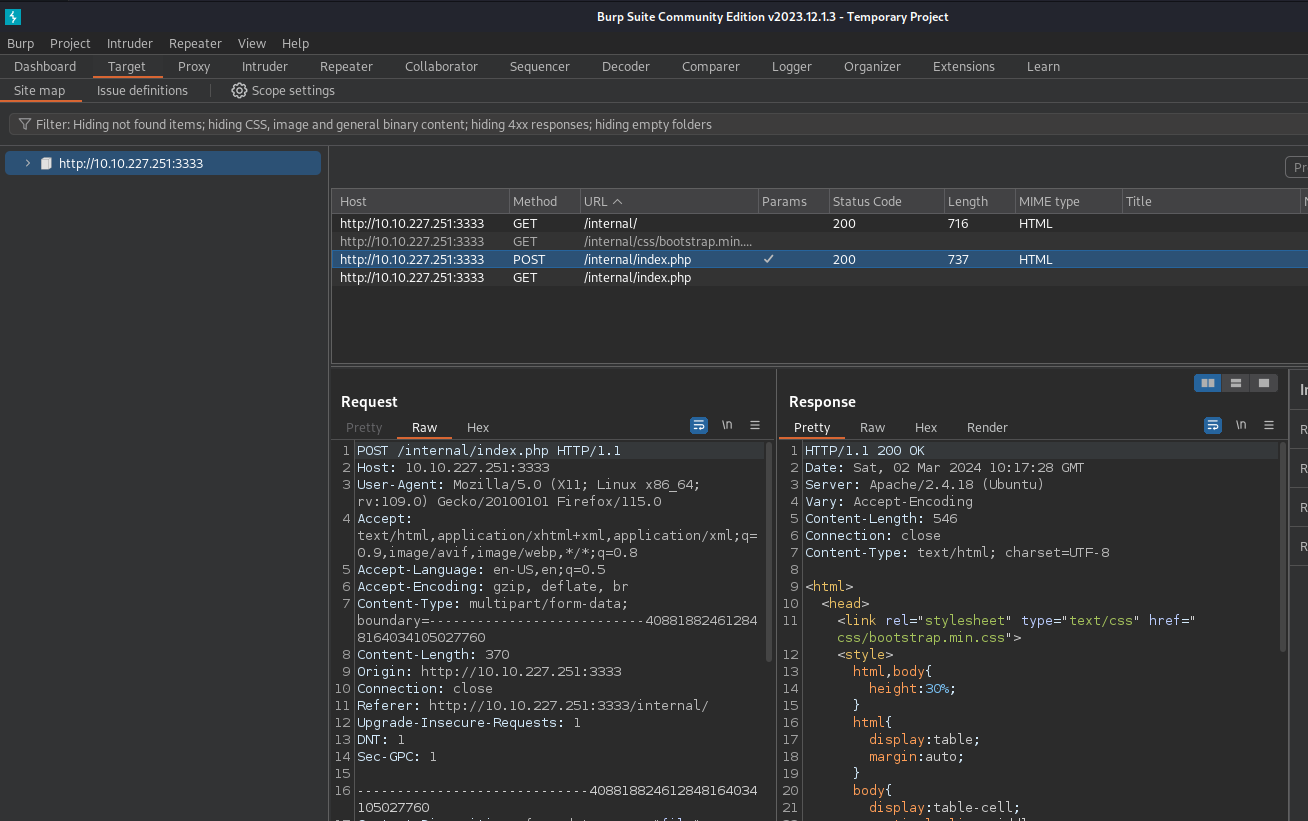 Burp Suite Community Edition v2023.12.1.3 - Temporary Project
Burp Project Intruder Repeater View Help
Dashboard Target Proxy Intruder Repeater Collaborator Sequencer Decoder Comparer Logger Organizer Extensions Learn
Site map Issue definitions Scope settings
Filter: Hiding not found items; hiding CSS, image and general binary content; hiding 4xx responses; hiding empty folders
http://10.10.227.251:3333
Host Method URL Params Status Code Length MIME type Title
http://10.10.227.251:3333 GET /internal/ 200 716 HTML
http://10.10.227.251:3333 GET /internal/css/bootstrap.min....
http://10.10.227.251:3333 POST /internal/index.php ✓ 200 737 HTML
http://10.10.227.251:3333 GET /internal/index.php
Request
Pretty Raw Hex \n
1 POST /internal/index.php HTTP/1.1
2 Host: 10.10.227.251:3333
3 User-Agent: Mozilla/5.0 (X11; Linux x86_64;
rv:109.0) Gecko/20100101 Firefox/115.0
4 Accept:
text/html,application/xhtml+xml,application/xml;q=
0.9,image/avif,image/webp,*/*;q=0.8
5 Accept-Language: en-US,en;q=0.5
6 Accept-Encoding: gzip, deflate, br
7 Content-Type: multipart/form-data;
boundary=---------------------------40881882461284
8164034105027760
8 Content-Length: 370
9 Origin: http://10.10.227.251:3333
10 Connection: close
11 Referer: http://10.10.227.251:3333/internal/
12 Upgrade-Insecure-Requests: 1
13 DNT: 1
14 Sec-GPC: 1
15
16 -----------------------------408818824612848164034
105027760
Response
Pretty Raw Hex Render \n
1 HTTP/1.1 200 OK
2 Date: Sat, 02 Mar 2024 10:17:28 GMT
3 Server: Apache/2.4.18 (Ubuntu)
4 Vary: Accept-Encoding
5 Content-Length: 546
6 Connection: close
7 Content-Type: text/html; charset=UTF-8
8
9 <html>
10 <head>
11 <link rel="stylesheet" type="text/css" href="
css/bootstrap.min.css">
12 <style>
13 html,body{
14 height:30%;
15 }
16 html{
17 display:table;
18 margin:auto;
19 }
20 body{
21 display:table-cell;